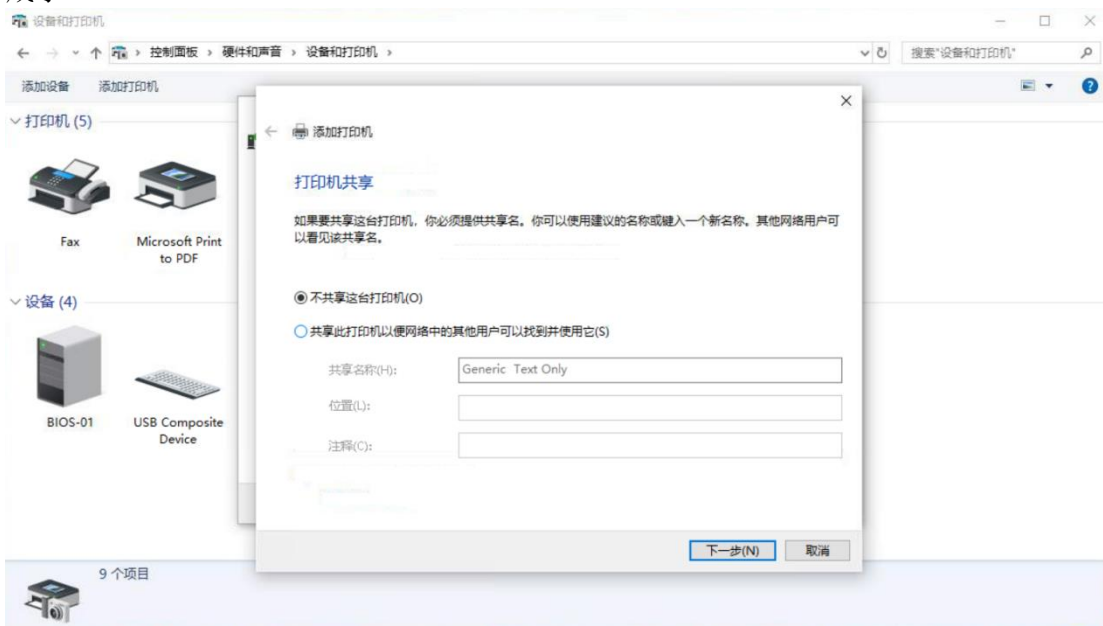 设备和打印机
控制面板 › 硬件和声音 › 设备和打印机 ›
搜索"设备和打印机"
添加设备 添加打印机
打印机 (5)
Fax
Microsoft Print
to PDF
设备 (4)
BIOS-01
USB Composite
Device
添加打印机
打印机共享
如果要共享这台打印机，你必须提供共享名。你可以使用建议的名称或键入一个新名称。其他网络用户可
以看见该共享名。
不共享这台打印机(O)
共享此打印机以便网络中的其他用户可以找到并使用它(S)
共享名称(H):
Generic Text Only
位置(L):
注释(C):
下一步(N) 取消
9 个项目